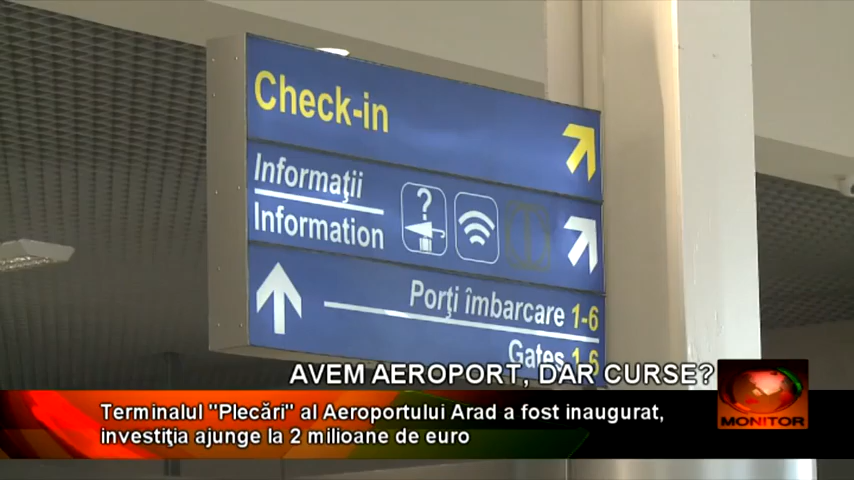 Check-in
Informaţii
Information
?
Porţi îmbarcare 1-6
Gates 1-6
AVEM AEROPORT, DAR CURSE?
Terminalul "Plecări" al Aeroportului Arad a fost inaugurat,
investiţia ajunge la 2 milioane de euro
MONITOR